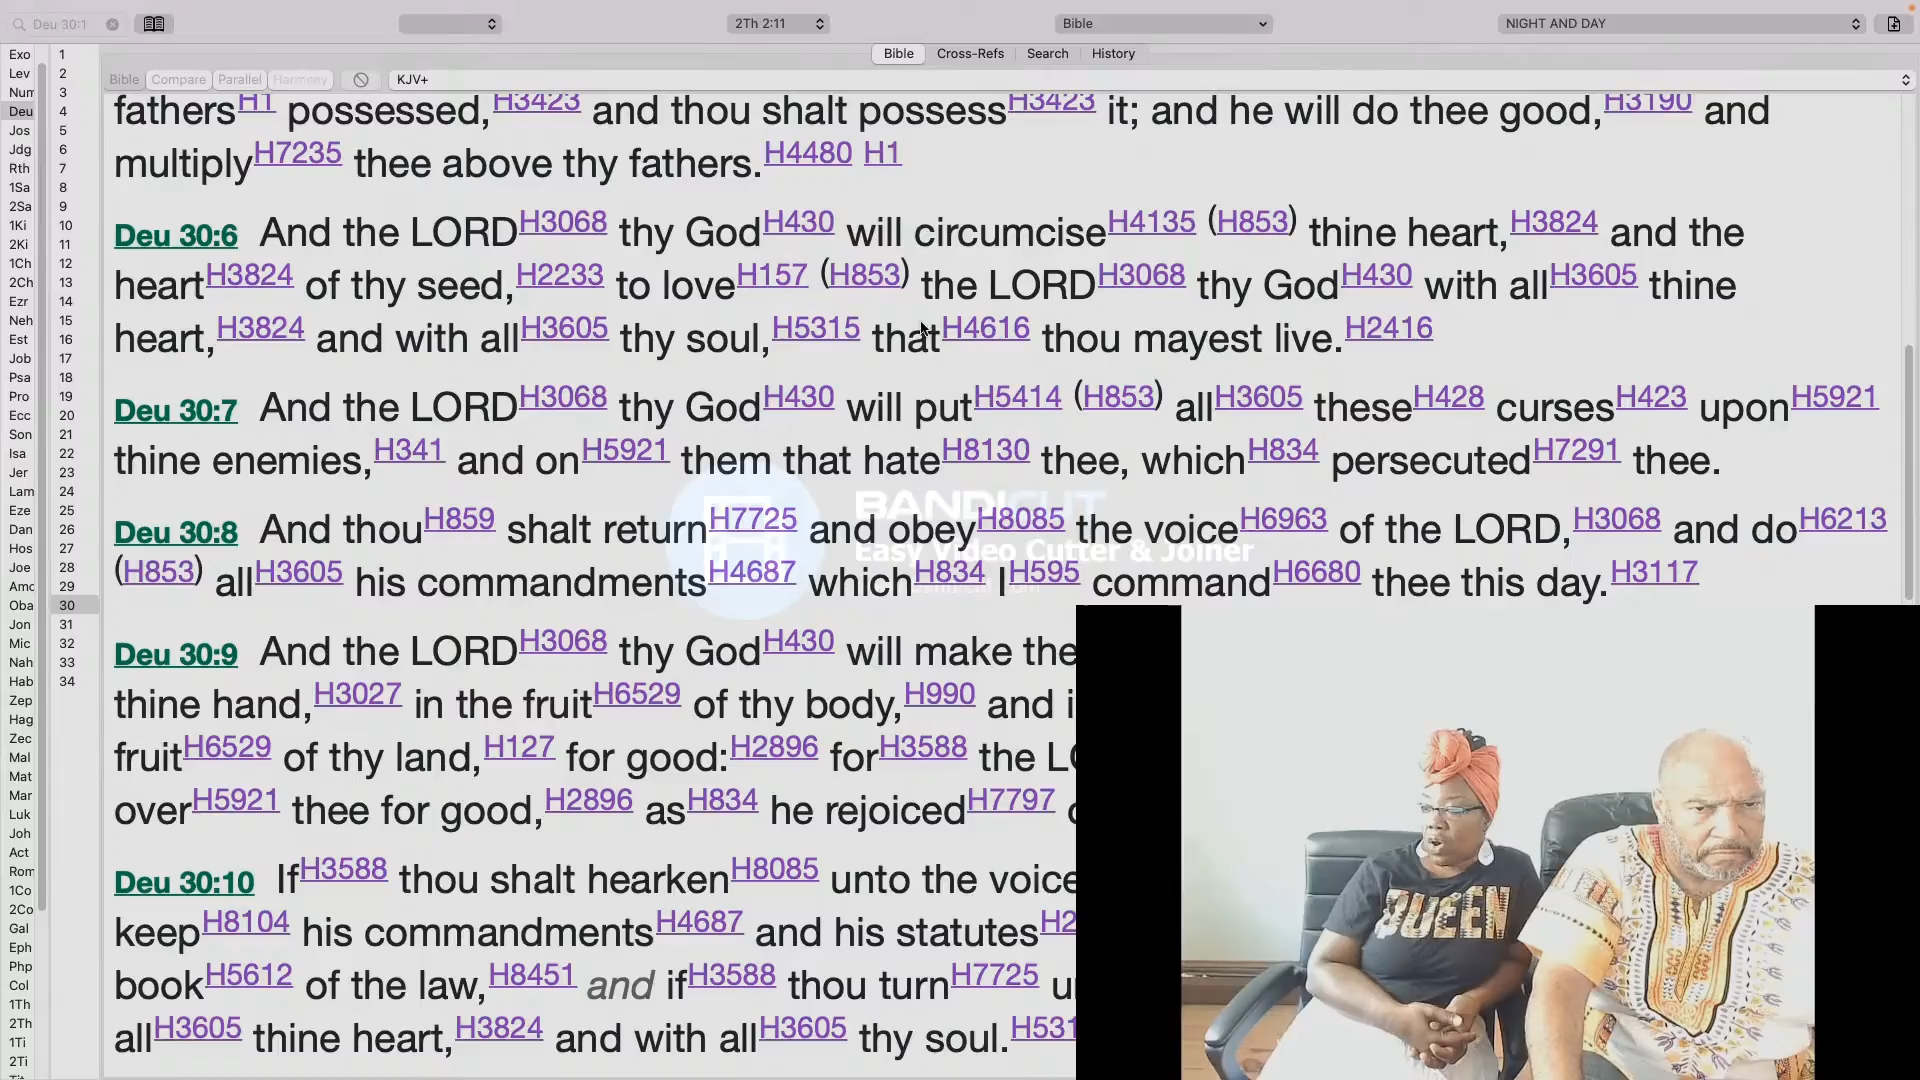 Deu 30:1
2Th 2:11
Bible
NIGHT AND DAY
Bible Cross-Refs Search History
Bible Compare Parallel Harmony KJV+
Exo
Lev
Num
Deu
Jos
Jdg
Rth
1Sa
2Sa
1Ki
2Ki
1Ch
2Ch
Ezr
Neh
Est
Job
Psa
Pro
Ecc
Son
Isa
Jer
Lam
Eze
Dan
Hos
Joe
Amo
Oba
Jon
Mic
Nah
Hab
Zep
Hag
Zec
Mal
Mat
Mar
Luk
Joh
Act
Rom
1Co
2Co
Gal
Eph
Php
Col
1Th
2Th
1Ti
2Ti
1
2
3
4
5
6
7
8
9
10
11
12
13
14
15
16
17
18
19
20
21
22
23
24
25
26
27
28
29
30
31
32
33
34
fathersH1 possessed,H3423 and thou shalt possessH3423 it; and he will do thee good,H3190 and
multiplyH7235 thee above thy fathers.H4480 H1
Deu 30:6 And the LORDH3068 thy GodH430 will circumciseH4135 (H853) thine heart,H3824 and the
heartH3824 of thy seed,H2233 to loveH157 (H853) the LORDH3068 thy GodH430 with allH3605 thine
heart,H3824 and with allH3605 thy soul,H5315 thatH4616 thou mayest live.H2416
Deu 30:7 And the LORDH3068 thy GodH430 will putH5414 (H853) allH3605 theseH428 cursesH423 uponH5921
thine enemies,H341 and onH5921 them that hateH8130 thee, whichH834 persecutedH7291 thee.
Deu 30:8 And thouH859 shalt returnH7725 and obeyH8085 the voiceH6963 of the LORD,H3068 and doH6213
(H853) allH3605 his commandmentsH4687 whichH834 IH595 commandH6680 thee this day.H3117
Deu 30:9 And the LORDH3068 thy GodH430 will make the
thine hand,H3027 in the fruitH6529 of thy body,H990 and i
fruitH6529 of thy land,H127 for good:H2896 forH3588 the L
overH5921 thee for good,H2896 asH834 he rejoicedH7797
Deu 30:10 IfH3588 thou shalt hearkenH8085 unto the voice
keepH8104 his commandmentsH4687 and his statutesH2
bookH5612 of the law,H8451 and ifH3588 thou turnH7725 u
allH3605 thine heart,H3824 and with allH3605 thy soul.H531
BANDICUT
Easy Video Cutter & Joiner
QUEEN